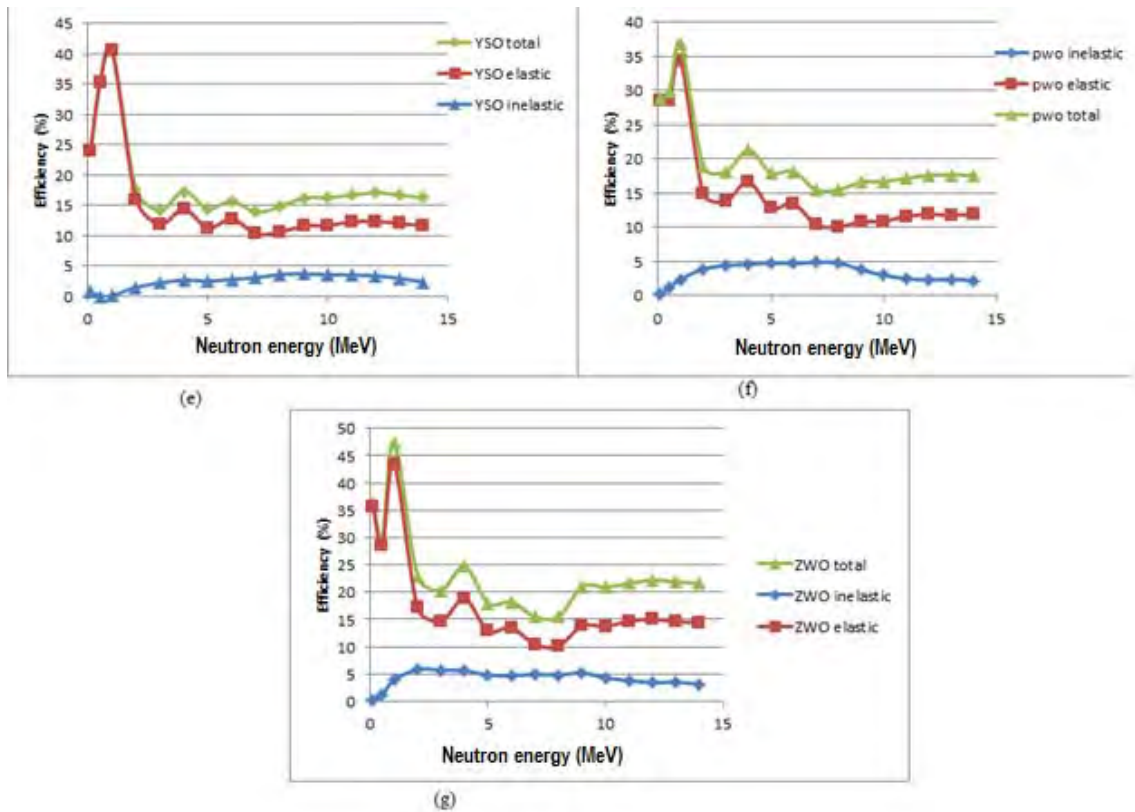 45
40
35
30
25
20
15
10
5
0
Efficiency (%)
0
5
10
15
Neutron energy (MeV)
YSO total
YSO elastic
YSO inelastic
(e)
40
35
30
25
20
15
10
5
0
Efficiency (%)
0
5
10
15
Neutron energy (MeV)
pwo inelastic
pwo elastic
pwo total
(f)
50
45
40
35
30
25
20
15
10
5
0
Efficiency (%)
0
5
10
15
Neutron energy (MeV)
ZWO total
ZWO inelastic
ZWO elastic
(g)